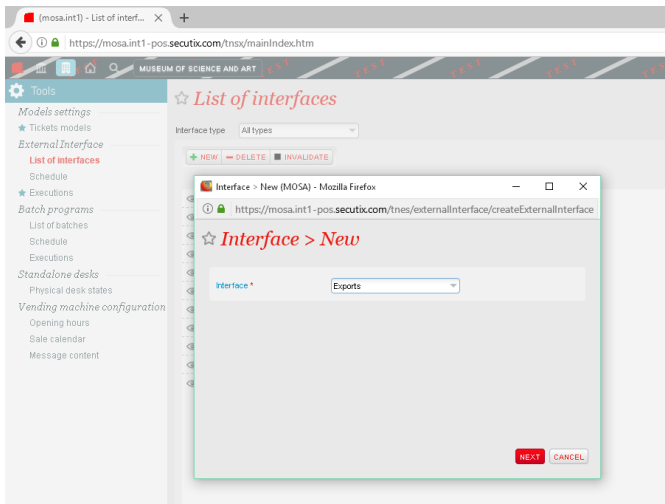 (mosa.int1) - List of interf...
https://mosa.int1-pos.secutix.com/tnsx/mainIndex.htm
MUSEUM OF SCIENCE AND ART
TEST TEST TEST TEST
Tools
Models settings
Tickets models
External Interface
List of interfaces
Schedule
Executions
Batch programs
List of batches
Schedule
Executions
Standalone desks
Physical desk states
Vending machine configuration
Opening hours
Sale calendar
Message content
List of interfaces
Interface type All types
NEW DELETE INVALIDATE
Interface > New (MOSA) - Mozilla Firefox
https://mosa.int1-pos.secutix.com/tnes/externalInterface/createExternalInterface
Interface > New
Interface * Exports
NEXT CANCEL